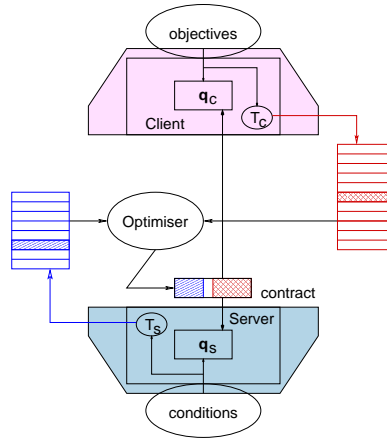 objectives
q_C
Client
T_C
Optimiser
contract
T_S
Server
q_S
conditions